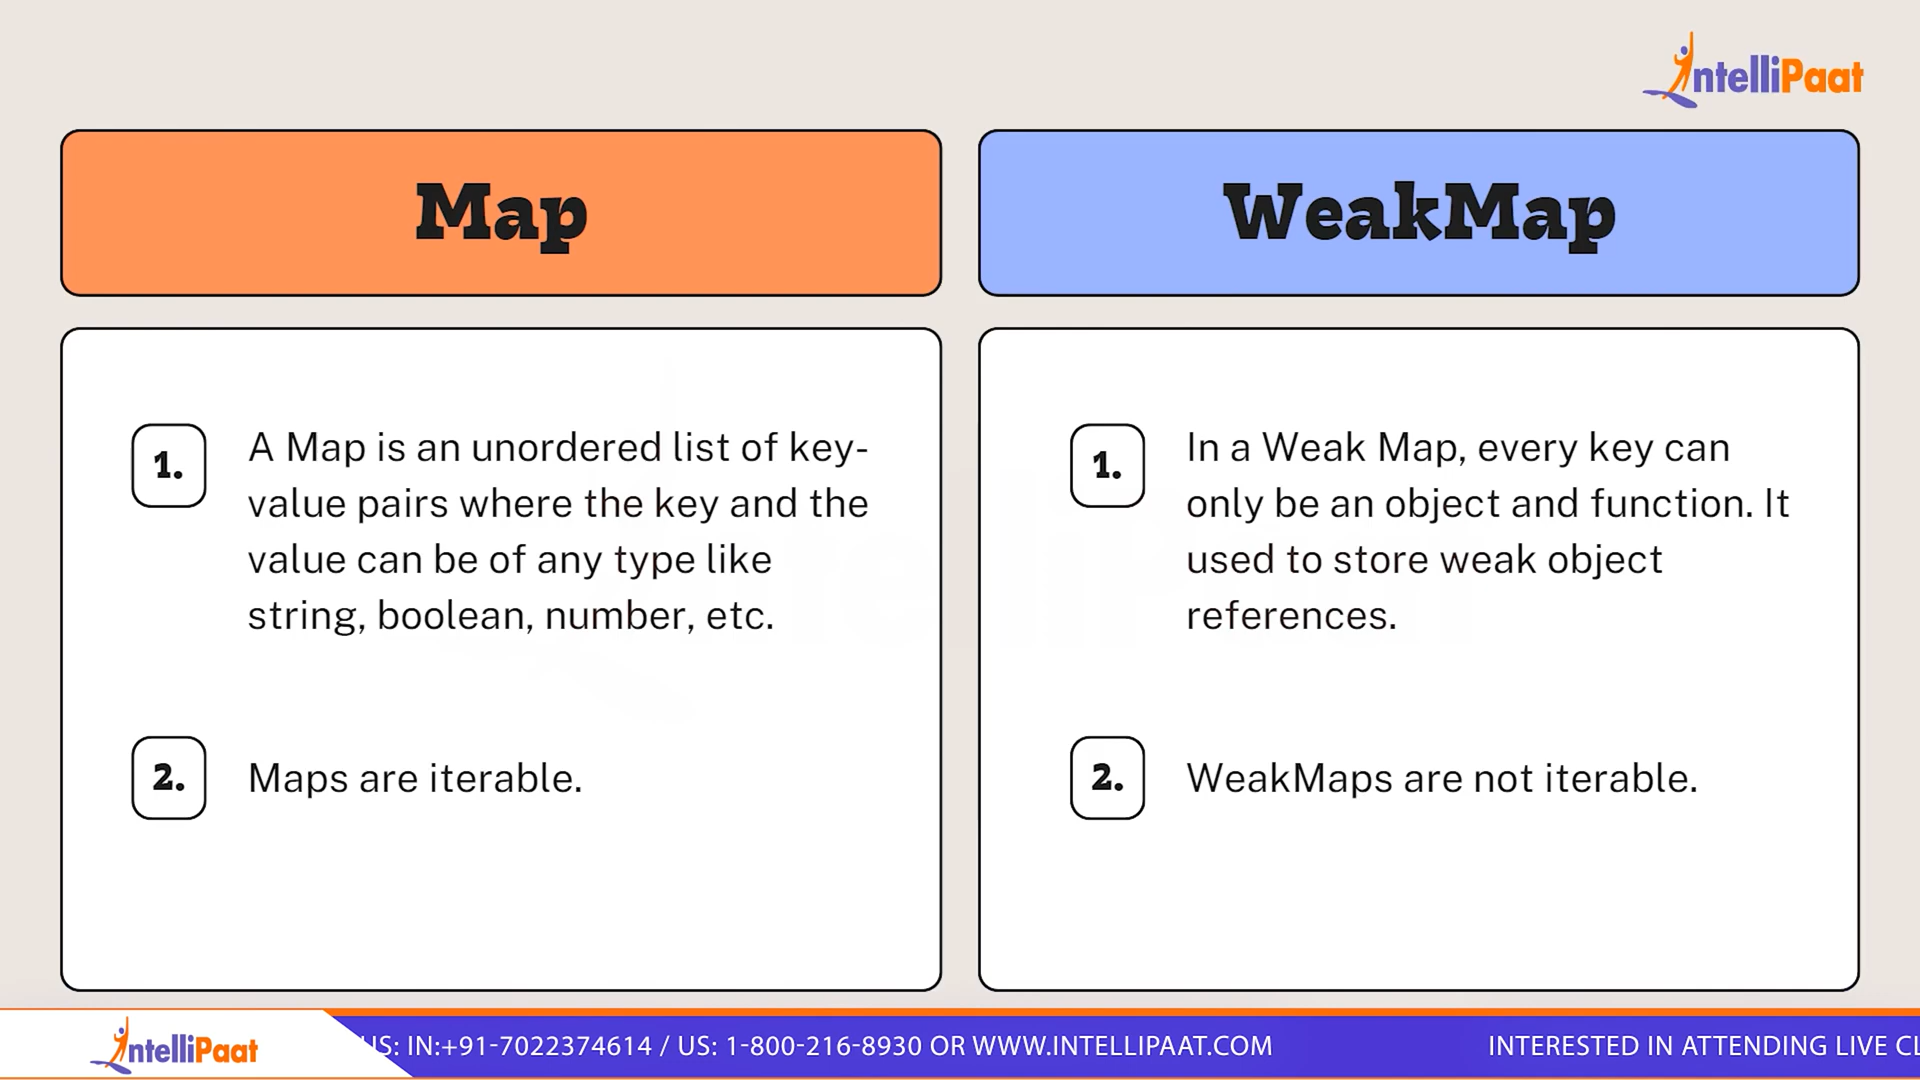 IntelliPaat
Map
WeakMap
1.
A Map is an unordered list of key-
value pairs where the key and the
value can be of any type like
string, boolean, number, etc.
2.
Maps are iterable.
1.
In a Weak Map, every key can
only be an object and function. It
used to store weak object
references.
2.
WeakMaps are not iterable.
IntelliPaat
US: IN:+91-7022374614 / US: 1-800-216-8930 OR WWW.INTELLIPAAT.COM
INTERESTED IN ATTENDING LIVE CL